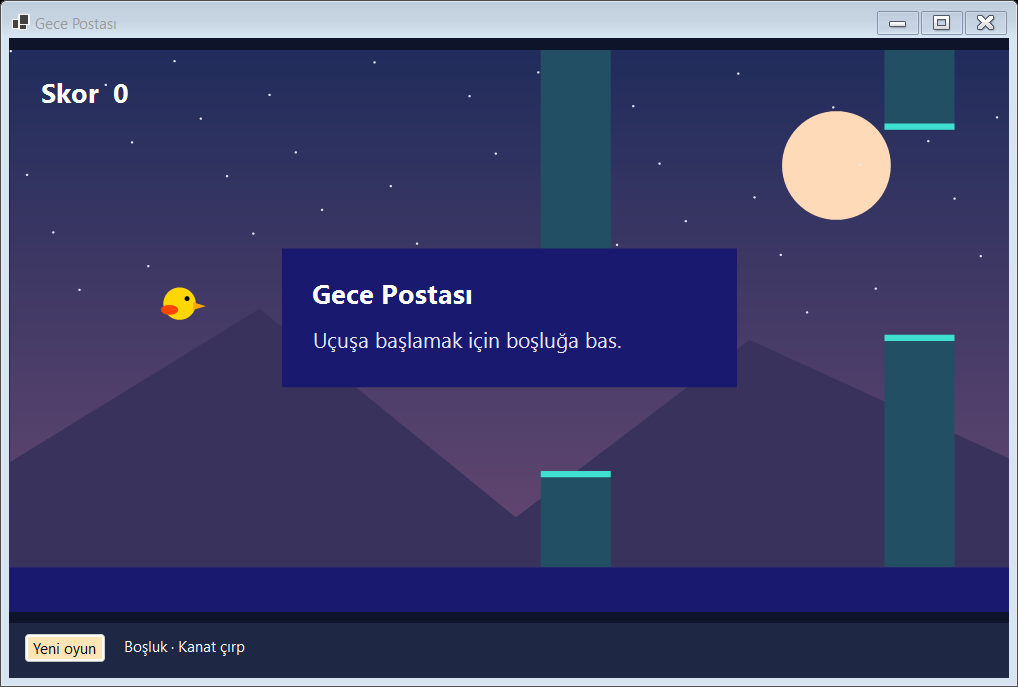 Gece Postası
Skor 0
Gece Postası
Uçuşa başlamak için boşluğa bas.
Yeni oyun
Boşluk · Kanat çırp